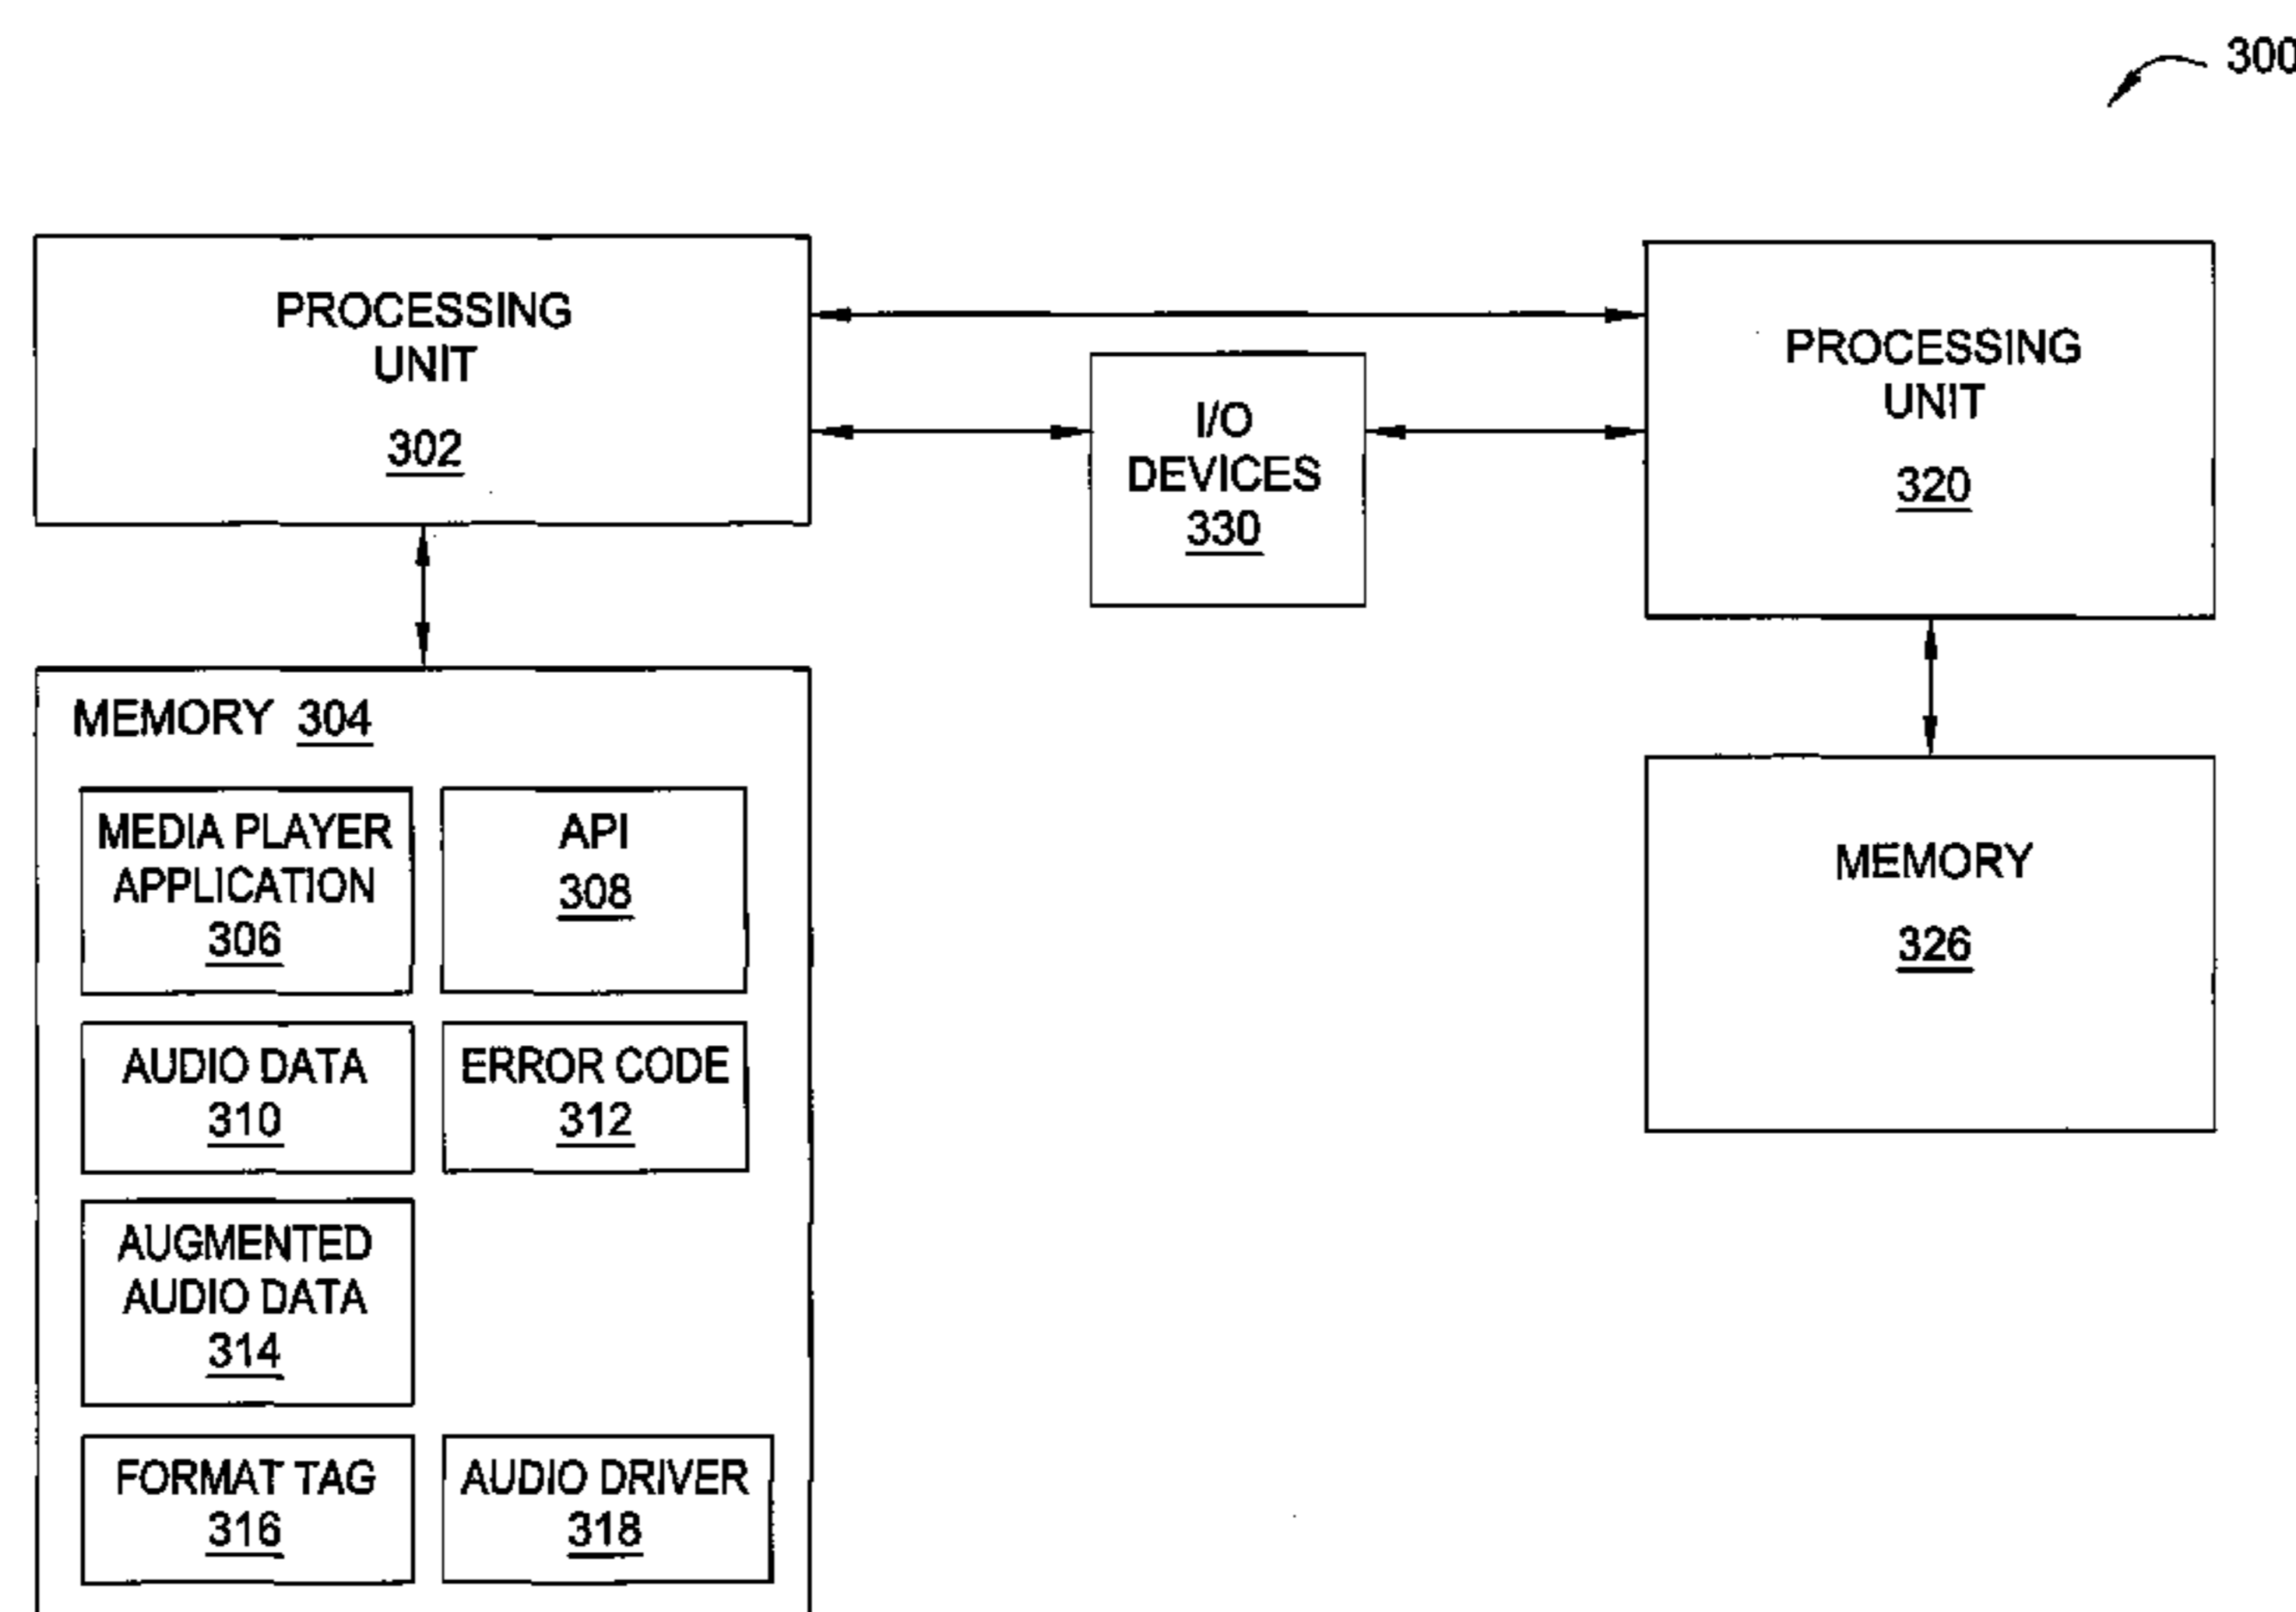 300
PROCESSING
UNIT
302
I/O
DEVICES
330
PROCESSING
UNIT
320
MEMORY 304
MEDIA PLAYER
APPLICATION
306
API
308
AUDIO DATA
310
ERROR CODE
312
AUGMENTED
AUDIO DATA
314
FORMAT TAG
316
AUDIO DRIVER
318
MEMORY
326